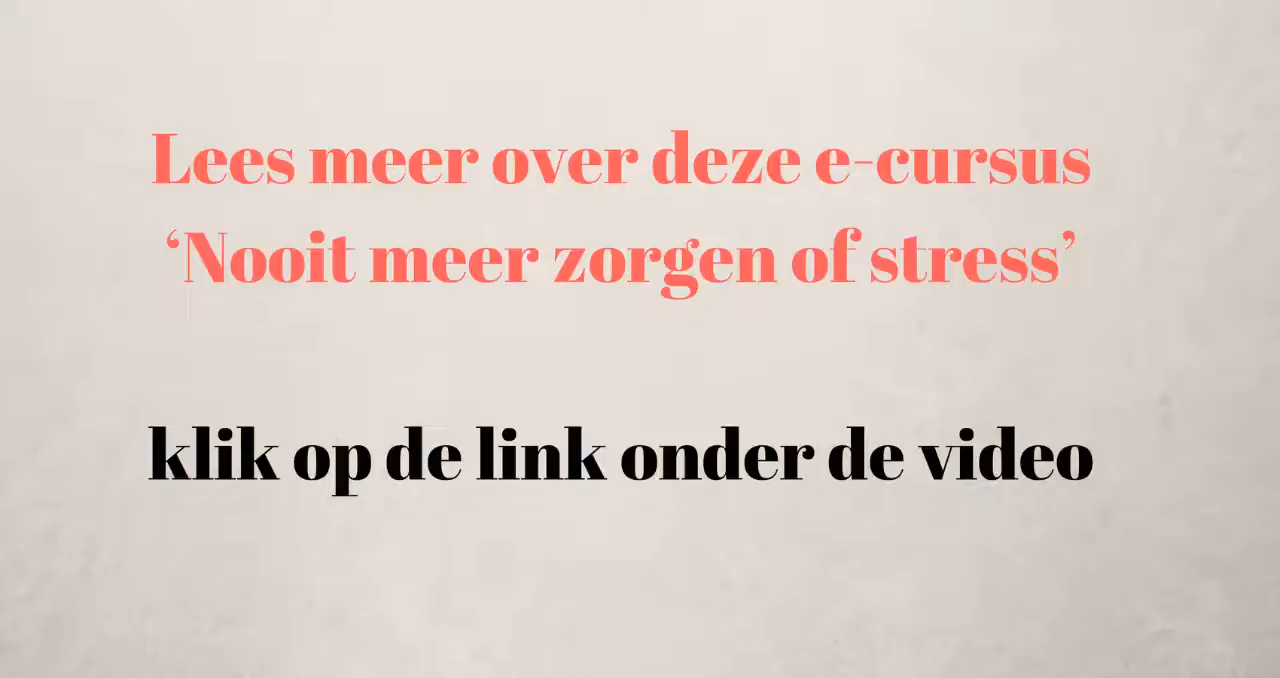 Lees meer over deze e-cursus
‘Nooit meer zorgen of stress’
klik op de link onder de video